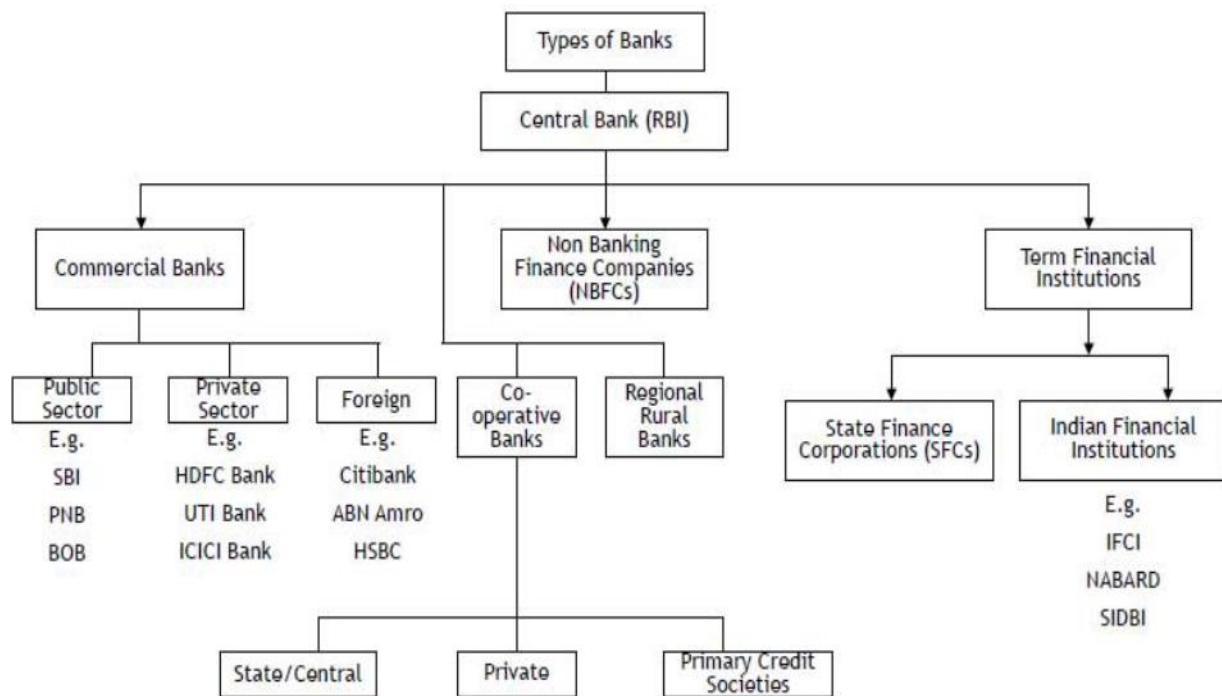 Types of Banks
Central Bank (RBI)
Commercial Banks
Non Banking
Finance Companies
(NBFCs)
Term Financial
Institutions
Public
Sector
E.g.
SBI
PNB
BOB
Private
Sector
E.g.
HDFC Bank
UTI Bank
ICICI Bank
Foreign
E.g.
Citibank
ABN Amro
HSBC
Co-
operative
Banks
Regional
Rural
Banks
State Finance
Corporations (SFCs)
Indian Financial
Institutions
E.g.
IFCI
NABARD
SIDBI
State/Central
Private
Primary Credit
Societies